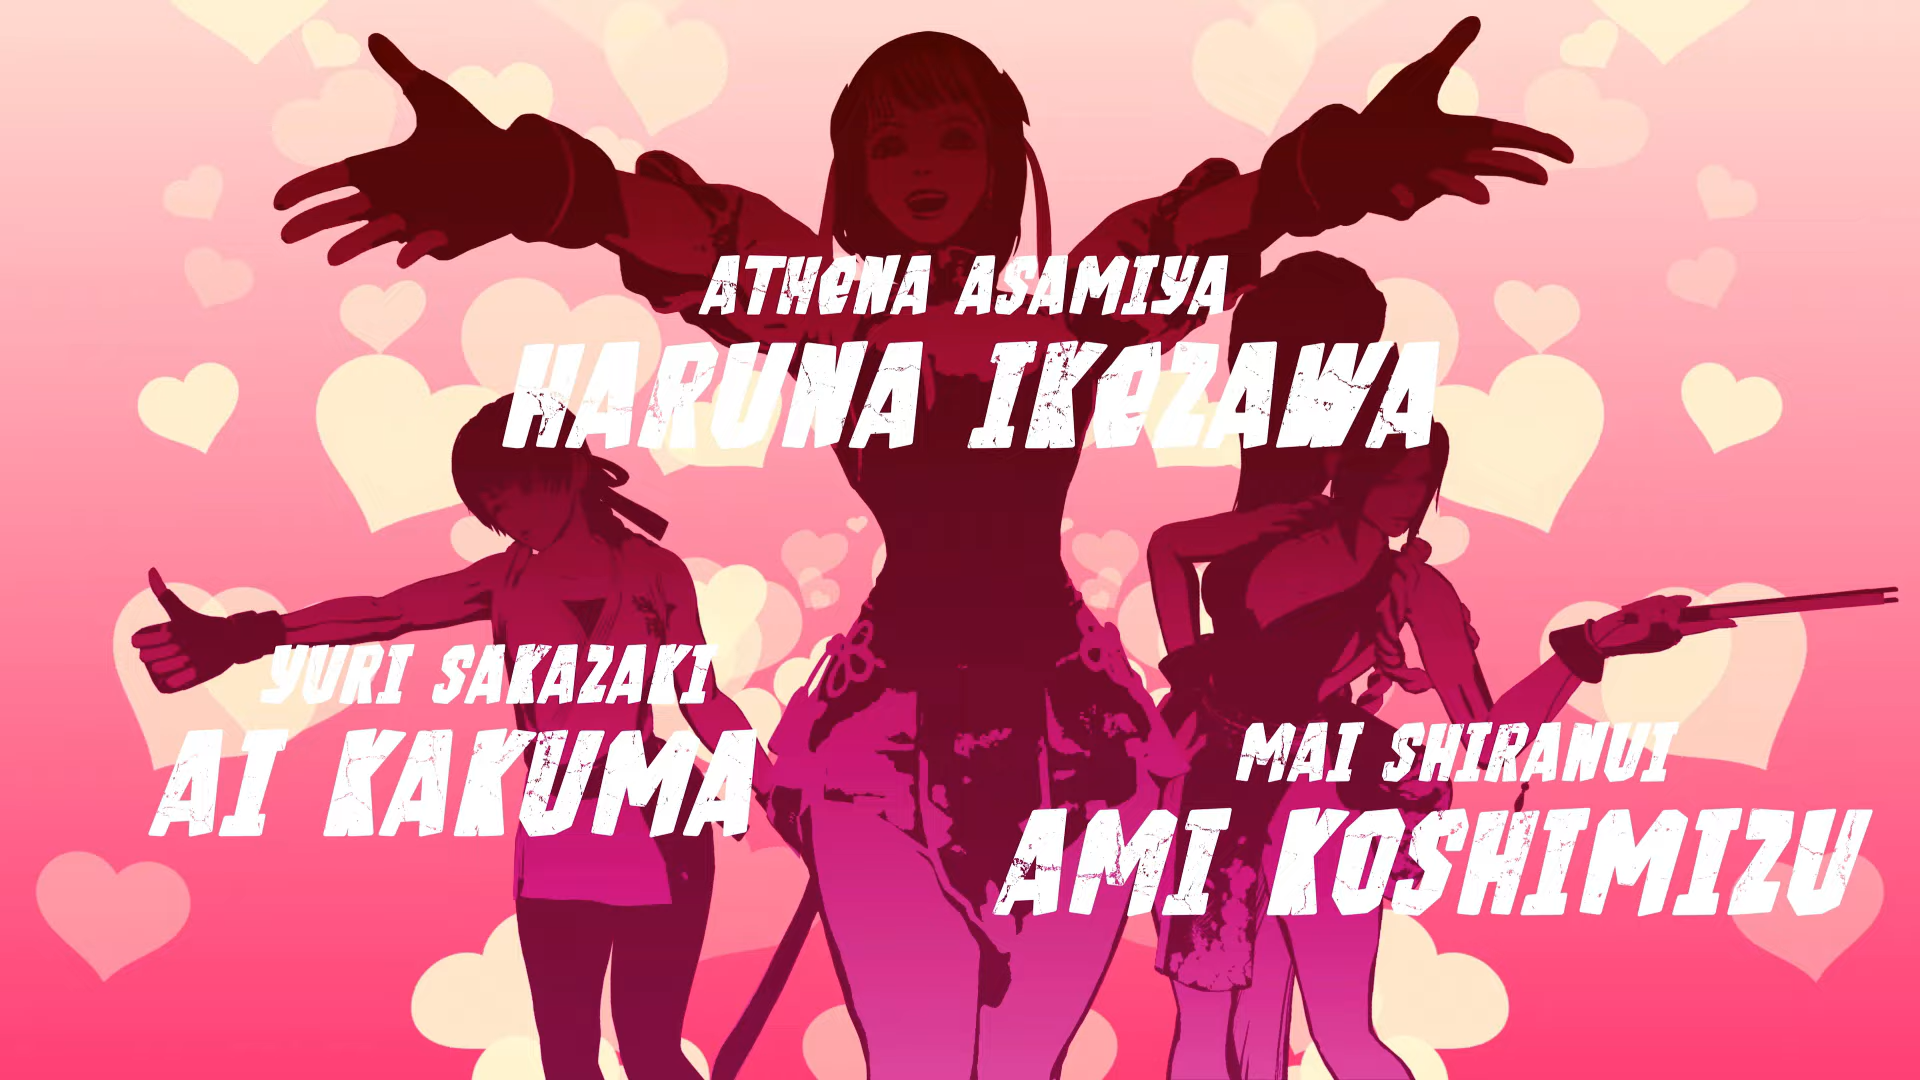 ATHENA ASAMIYA
HARUNA IKEZAWA
YURI SAKAZAKI
AI KAKUMA
MAI SHIRANUI
AMI KOSHIMIZU